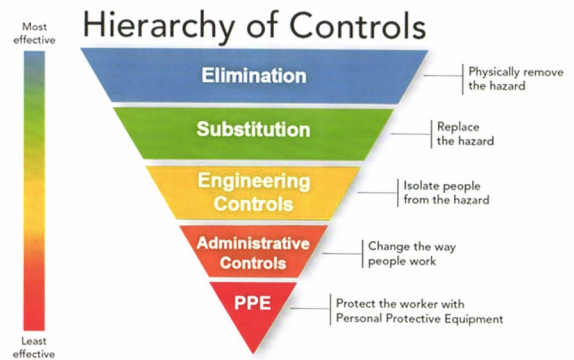 Hierarchy of Controls
Most
effective
Elimination
Physically remove
the hazard
Substitution
Replace
the hazard
Engineering
Controls
Isolate people
from the hazard
Administrative
Controls
Change the way
people work
PPE
Protect the worker with
Personal Protective Equipment
Least
effective